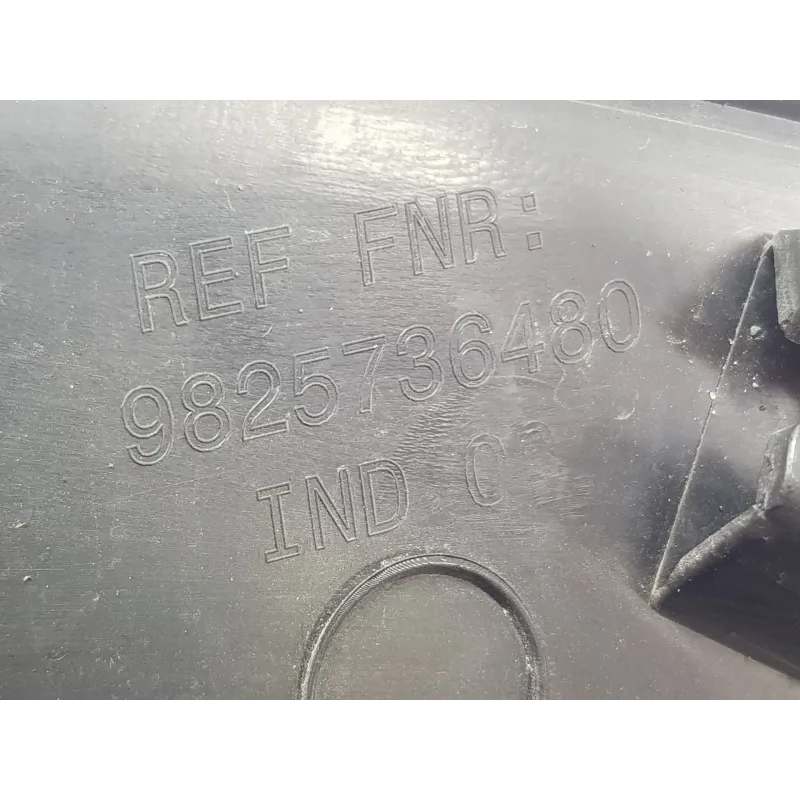 REF FNR:
9825736480
IND